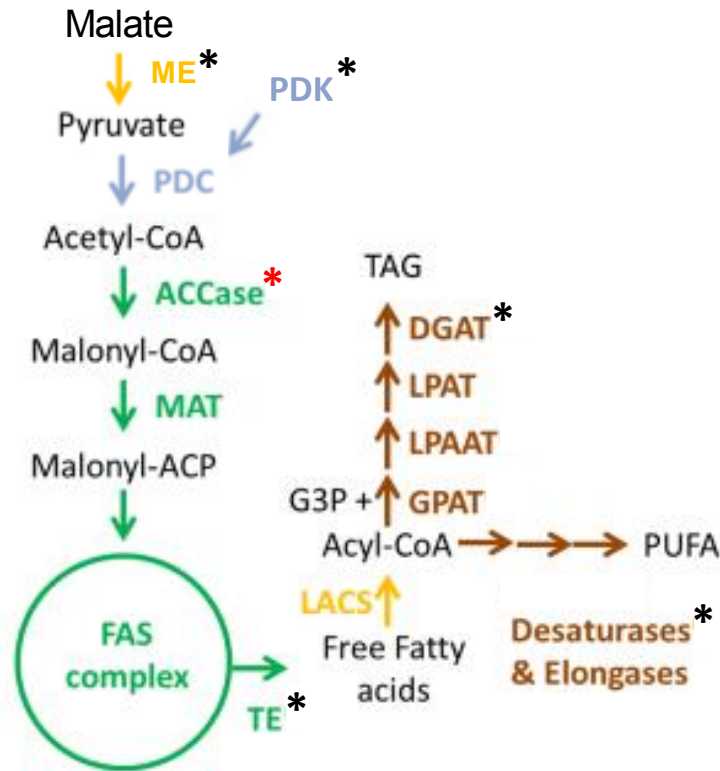 Malate
ME*
PDK*
Pyruvate
PDC
Acetyl-CoA
ACCase*
Malonyl-CoA
MAT
Malonyl-ACP
FAS
complex
TE*
TAG
DGAT*
LPAT
LPAAT
G3P + GPAT
Acyl-CoA
PUFA
LACS
Free Fatty
acids
Desaturases*
& Elongases